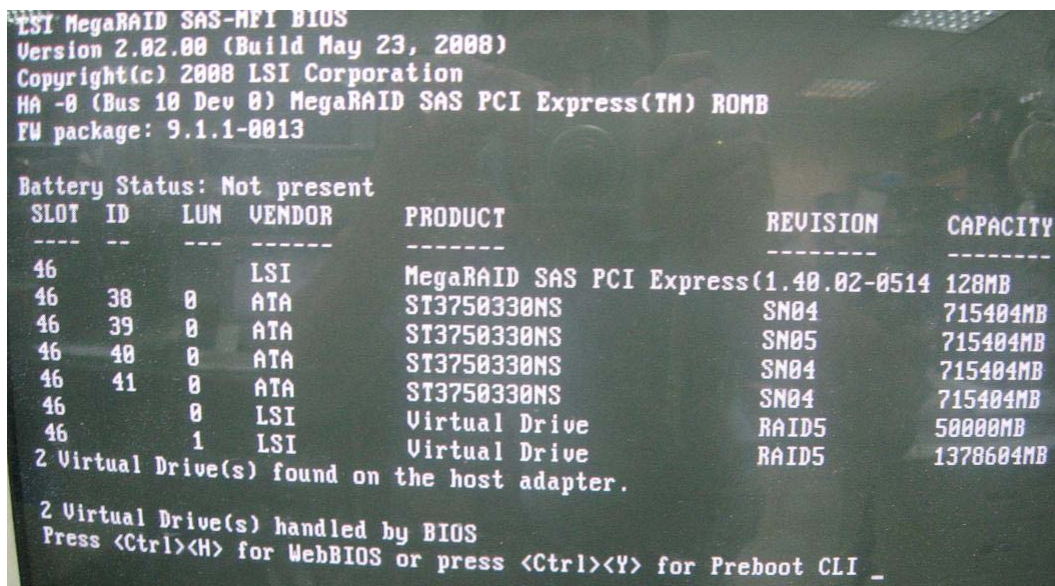 LSI MegaRAID SAS-MFI BIOS
Version 2.02.00 (Build May 23, 2008)
Copyright(c) 2008 LSI Corporation
HA -0 (Bus 10 Dev 0) MegaRAID SAS PCI Express(TM) ROMB
FW package: 9.1.1-0013
Battery Status: Not present
SLOT ID LUN VENDOR PRODUCT REVISION CAPACITY
---- -- --- ------ ------- -------- --------
46 LSI MegaRAID SAS PCI Express(1.40.02-0514 128MB
46 38 0 ATA ST3750330NS SN04 715404MB
46 39 0 ATA ST3750330NS SN05 715404MB
46 40 0 ATA ST3750330NS SN04 715404MB
46 41 0 ATA ST3750330NS SN04 715404MB
46 0 LSI Virtual Drive RAID5 50000MB
46 1 LSI Virtual Drive RAID5 1378604MB
2 Virtual Drive(s) found on the host adapter.
2 Virtual Drive(s) handled by BIOS
Press <Ctrl><H> for WebBIOS or press <Ctrl><Y> for Preboot CLI _